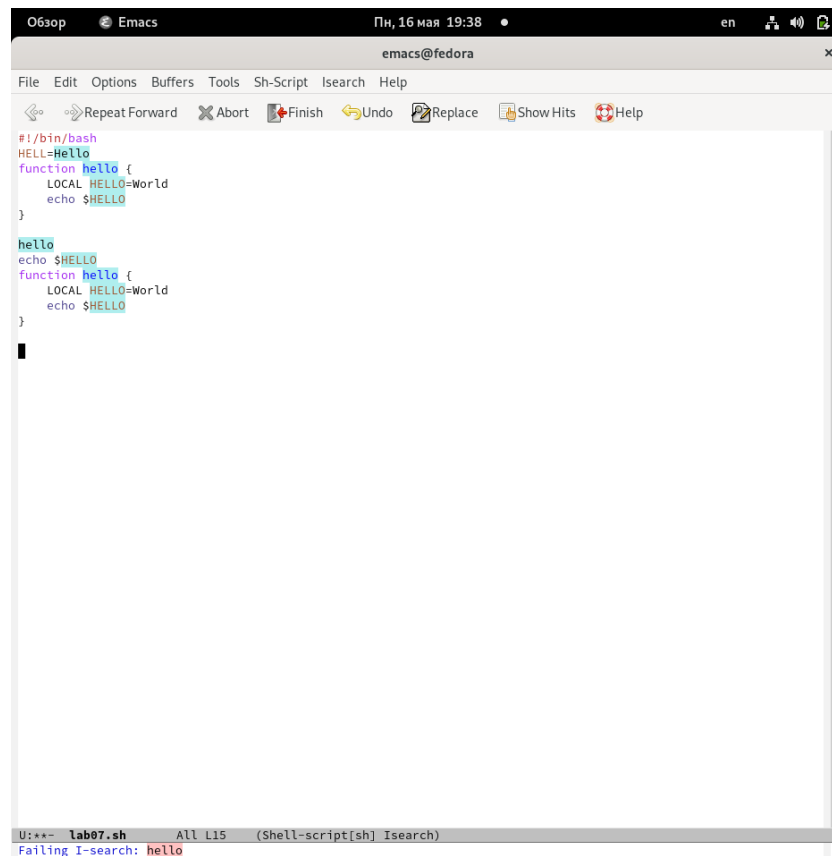 Обзор Emacs Пн, 16 мая 19:38 en
emacs@fedora
File Edit Options Buffers Tools Sh-Script Isearch Help
Repeat Forward Abort Finish Undo Replace Show Hits Help
#!/bin/bash
HELL=Hello
function hello {
    LOCAL HELLO=World
    echo $HELLO
}
hello
echo $HELLO
function hello {
    LOCAL HELLO=World
    echo $HELLO
}
U:**-  lab07.sh       All L15    (Shell-script[sh] Isearch)
Failing I-search: hello